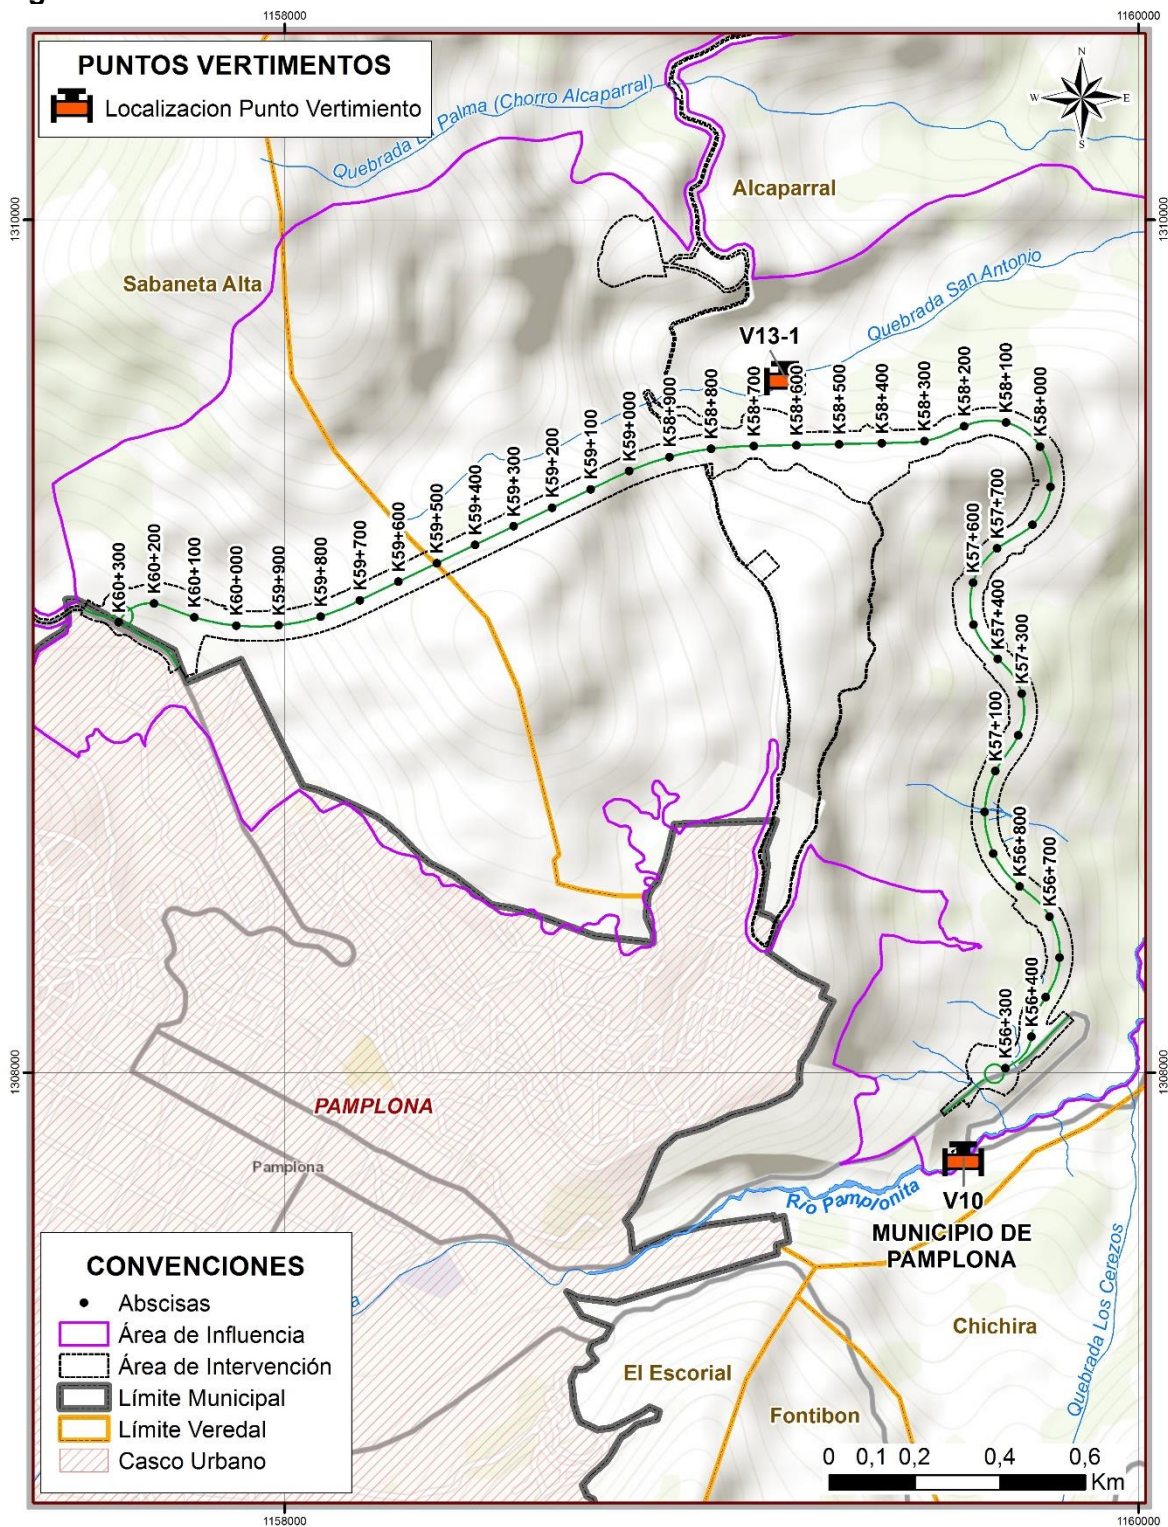 1158000
1160000
PUNTOS VERTIMENTOS
Localizacion Punto Vertimiento
N
W
E
S
Quebrada La Palma (Chorro Alcaparral)
Alcaparral
1310000
1310000
Sabaneta Alta
Quebrada San Antonio
V13-1
K60+300
K60+200
K60+100
K60+000
K59+900
K59+800
K59+700
K59+600
K59+500
K59+400
K59+300
K59+200
K59+100
K59+000
K58+900
K58+800
K58+700
K58+600
K58+500
K58+400
K58+300
K58+200
K58+100
K58+000
K57+700
K57+600
K57+400
K57+300
K57+100
K56+800
K56+700
K56+400
K56+300
1308000
1308000
PAMPLONA
Pamplona
Río Pamplonita
V10
MUNICIPIO DE
PAMPLONA
Quebrada Los Cerezos
Chichira
El Escorial
Fontibon
a
CONVENCIONES
Abscisas
Área de Influencia
Área de Intervención
Límite Municipal
Límite Veredal
Casco Urbano
0 0,1 0,2 0,4 0,6
Km
1158000
1160000